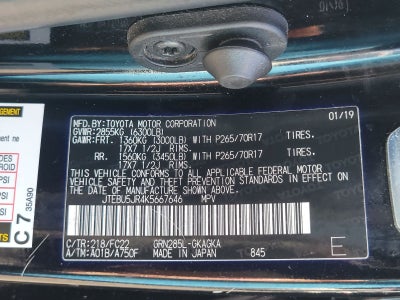 MFD.BY:TOYOTA MOTOR CORPORATION 01/19
GVWR: 2855KG (6300LB)
GAWR: FRT. 1360KG (3000LB) WITH P265/70R17 TIRES.
17X7 1/2J RIMS.
RR. 1560KG (3450LB) WITH P265/70R17 TIRES.
17X7 1/2J RIMS.
THIS VEHICLE CONFORMS TO ALL APPLICABLE FEDERAL MOTOR
VEHICLE SAFETY STANDARDS IN EFFECT ON
THE DATE OF MANUFACTURE SHOWN ABOVE.
JTEBU5JR4K5667646 MPV
C/TR: 218/FC22 GRN285L-GKAGKA
A/TM: A01B/A750F MADE IN JAPAN 845 E
C7 35A90